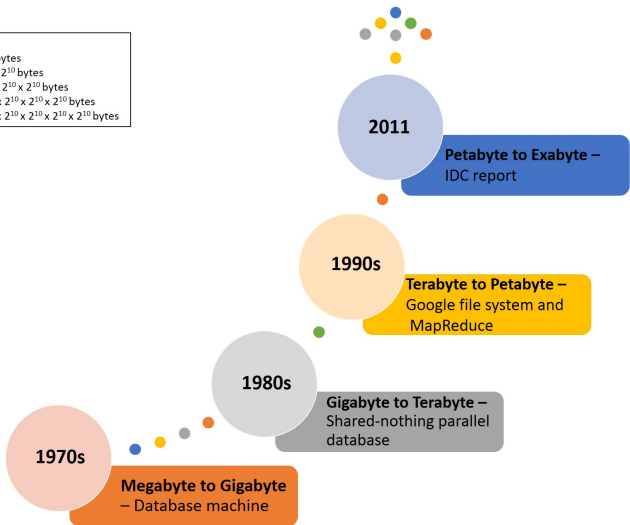 ytes
2¹⁰ bytes
2¹⁰ x 2¹⁰ bytes
x 2¹⁰ x 2¹⁰ x 2¹⁰ bytes
x 2¹⁰ x 2¹⁰ x 2¹⁰ x 2¹⁰ bytes
2011
Petabyte to Exabyte –
IDC report
1990s
Terabyte to Petabyte –
Google file system and
MapReduce
1980s
Gigabyte to Terabyte –
Shared-nothing parallel
database
1970s
Megabyte to Gigabyte
– Database machine